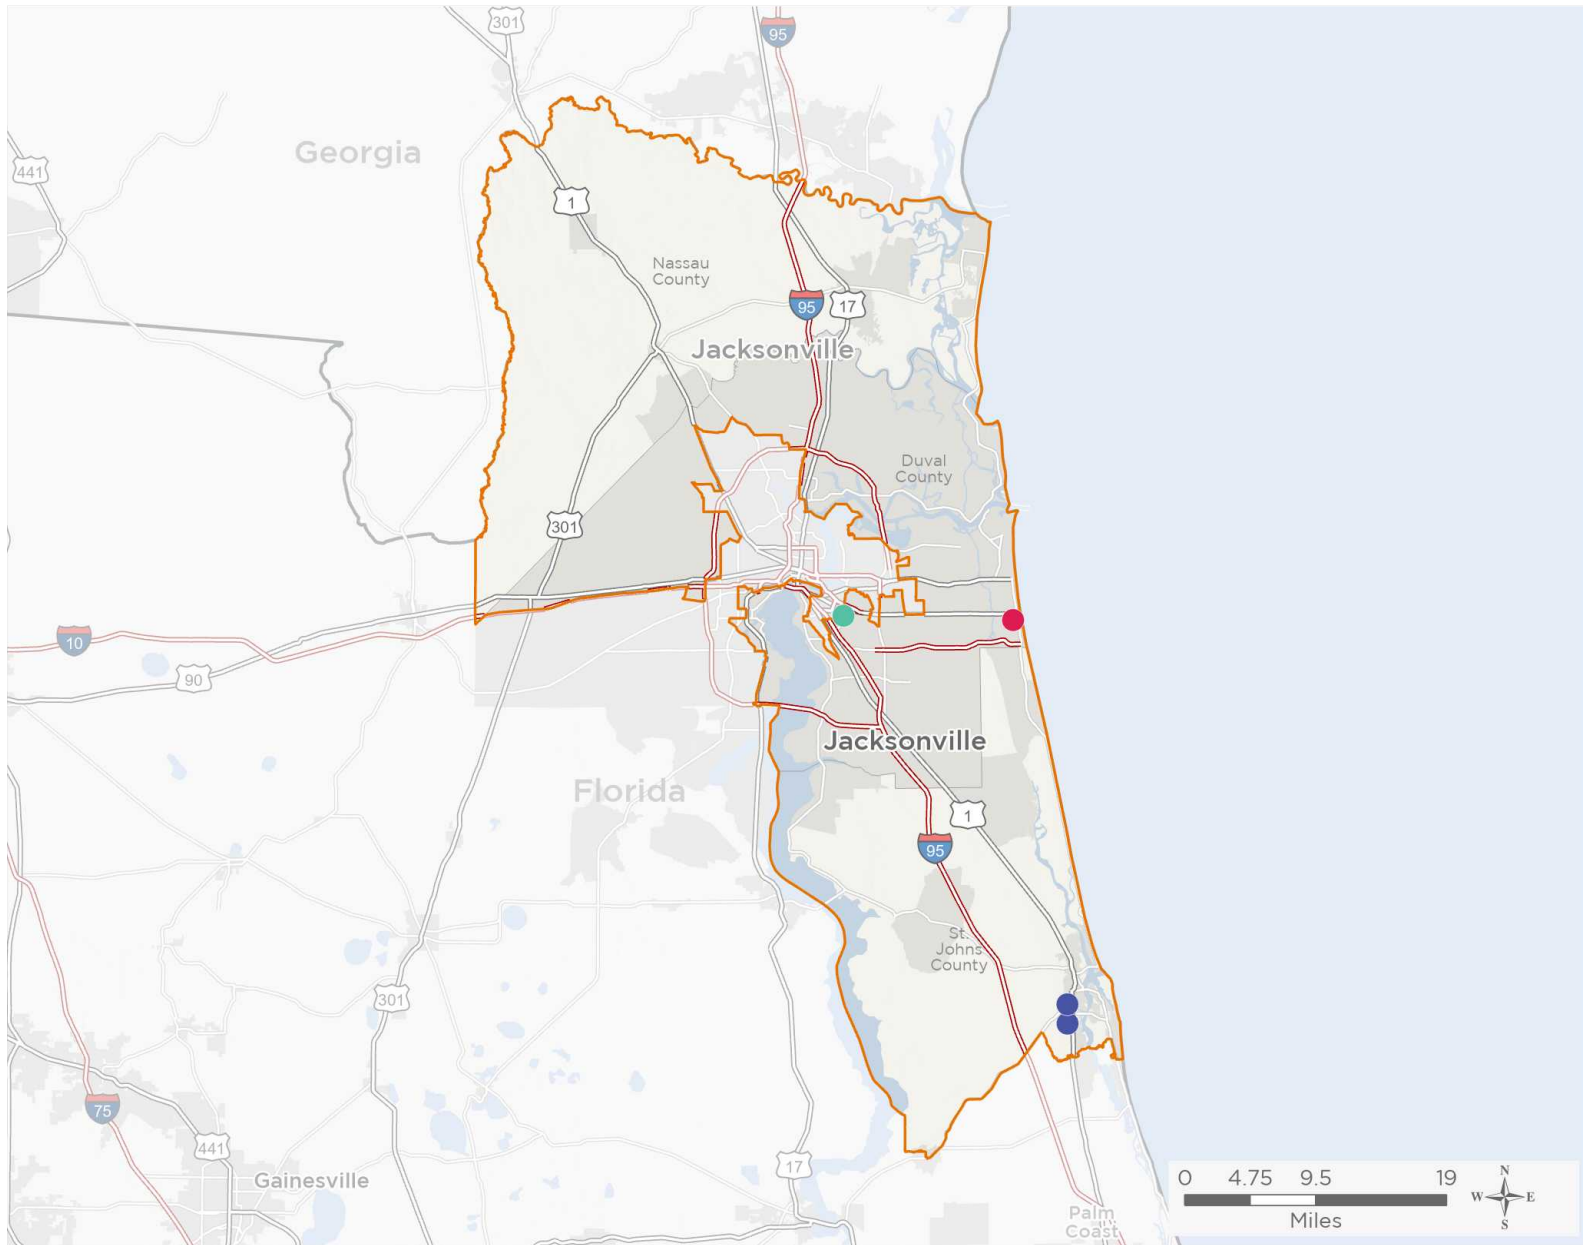 301
95
Georgia
441
1
Nassau
County
95
17
Jacksonville
Duval
County
301
10
90
Jacksonville
Florida
1
95
St.
Johns
County
301
75
441
17
Gainesville
Palm
Coast
0 4.75 9.5 19
Miles
N
W E
S